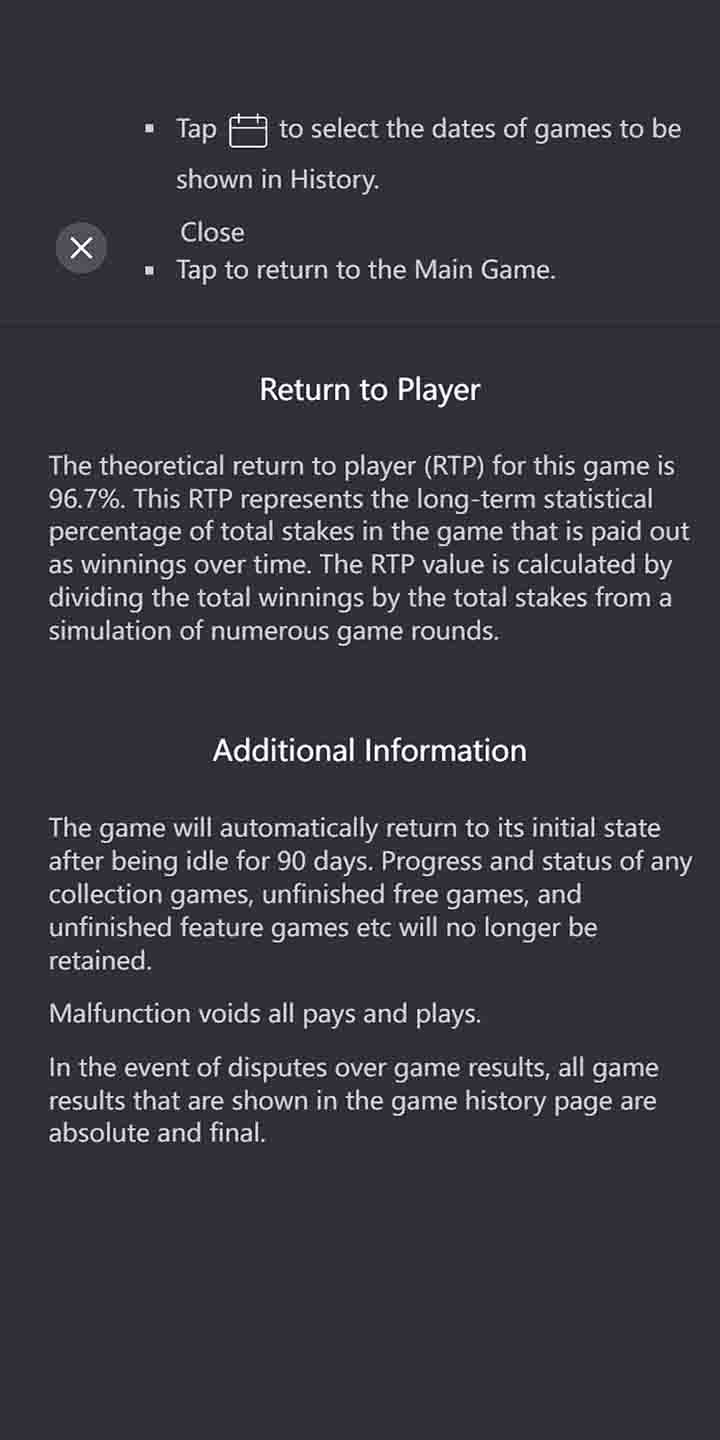 ▪ Tap to select the dates of games to be
shown in History.
Close
▪ Tap to return to the Main Game.
Return to Player
The theoretical return to player (RTP) for this game is
96.7%. This RTP represents the long-term statistical
percentage of total stakes in the game that is paid out
as winnings over time. The RTP value is calculated by
dividing the total winnings by the total stakes from a
simulation of numerous game rounds.
Additional Information
The game will automatically return to its initial state
after being idle for 90 days. Progress and status of any
collection games, unfinished free games, and
unfinished feature games etc will no longer be
retained.
Malfunction voids all pays and plays.
In the event of disputes over game results, all game
results that are shown in the game history page are
absolute and final.